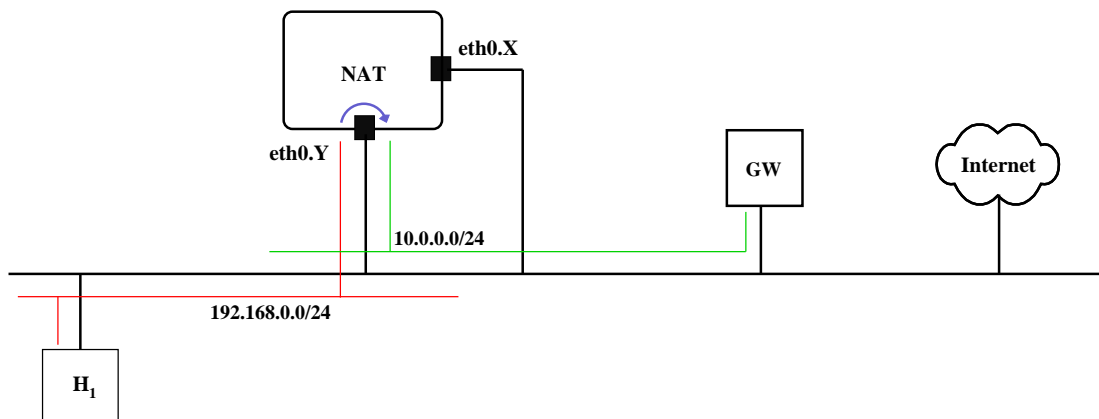 eth0.X
NAT
eth0.Y
GW
Internet
10.0.0.0/24
192.168.0.0/24
H1